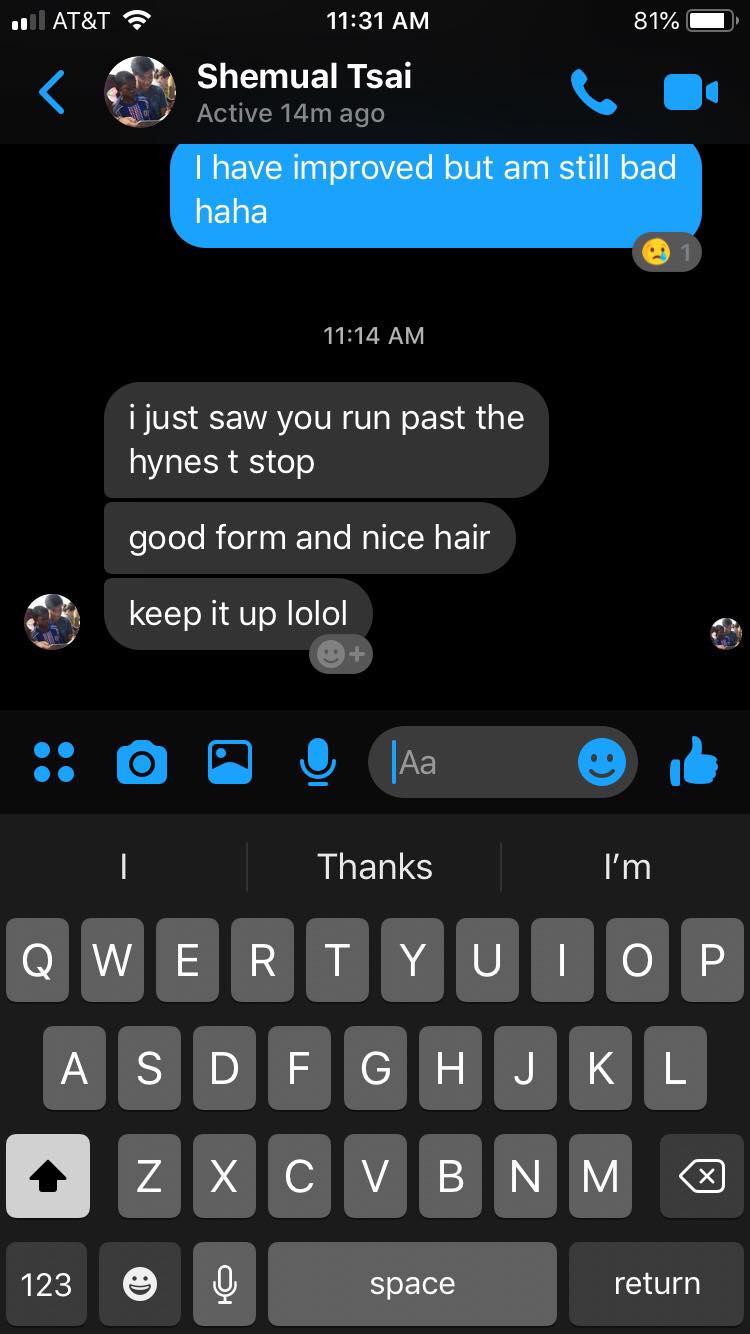 AT&T 11:31 AM 81%
Shemual Tsai
Active 14m ago
I have improved but am still bad
haha
😢 1
11:14 AM
i just saw you run past the
hynes t stop
good form and nice hair
keep it up lolol
Aa
I Thanks I’m
Q W E R T Y U I O P
A S D F G H J K L
Z X C V B N M
123 space return